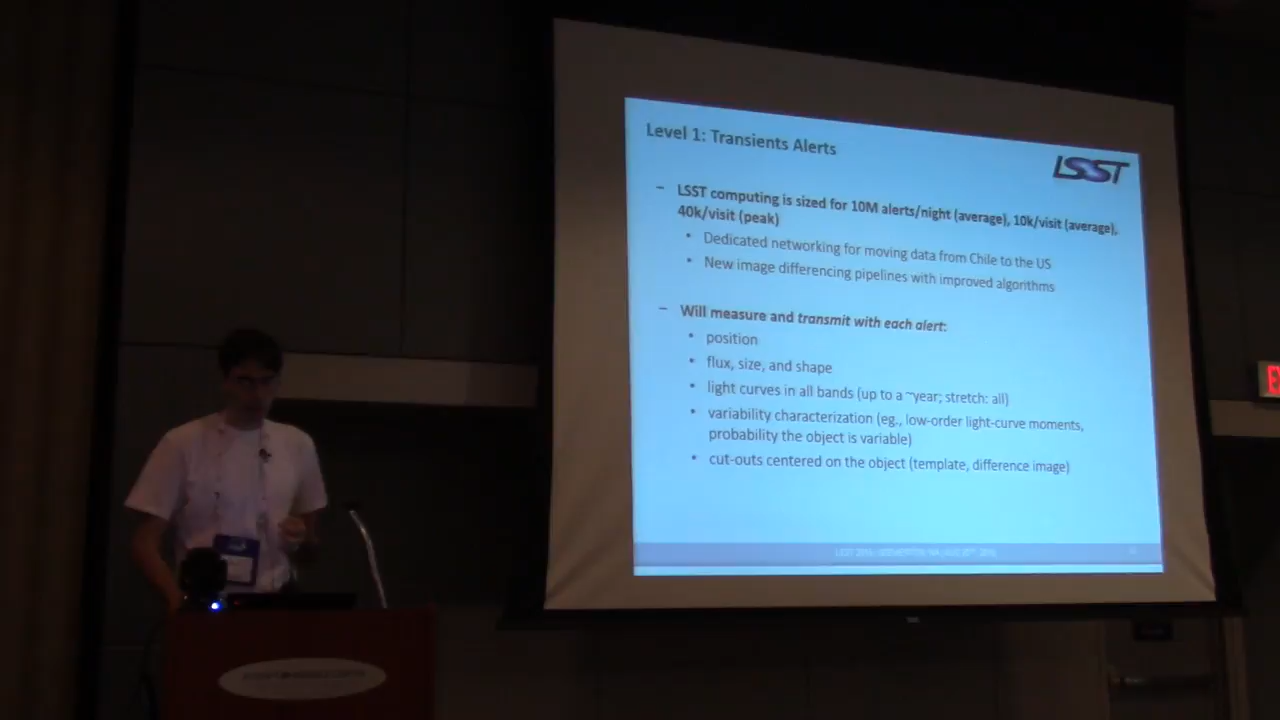 Level 1: Transients Alerts
LSST
– LSST computing is sized for 10M alerts/night (average), 10k/visit (average),
40k/visit (peak)
• Dedicated networking for moving data from Chile to the US
• New image differencing pipelines with improved algorithms
– Will measure and transmit with each alert:
• position
• flux, size, and shape
• light curves in all bands (up to a ~year; stretch: all)
• variability characterization (eg., low-order light-curve moments,
probability the object is variable)
• cut-outs centered on the object (template, difference image)
E